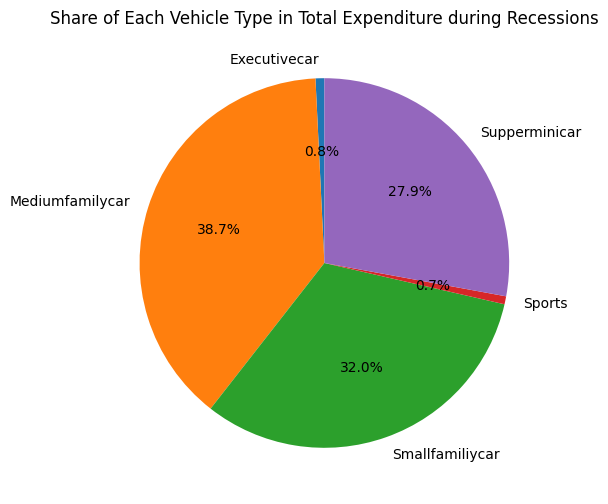 Share of Each Vehicle Type in Total Expenditure during Recessions
Executivecar
Supperminicar
0.8%
27.9%
Mediumfamilycar
38.7%
0.7%
Sports
32.0%
Smallfamiliycar